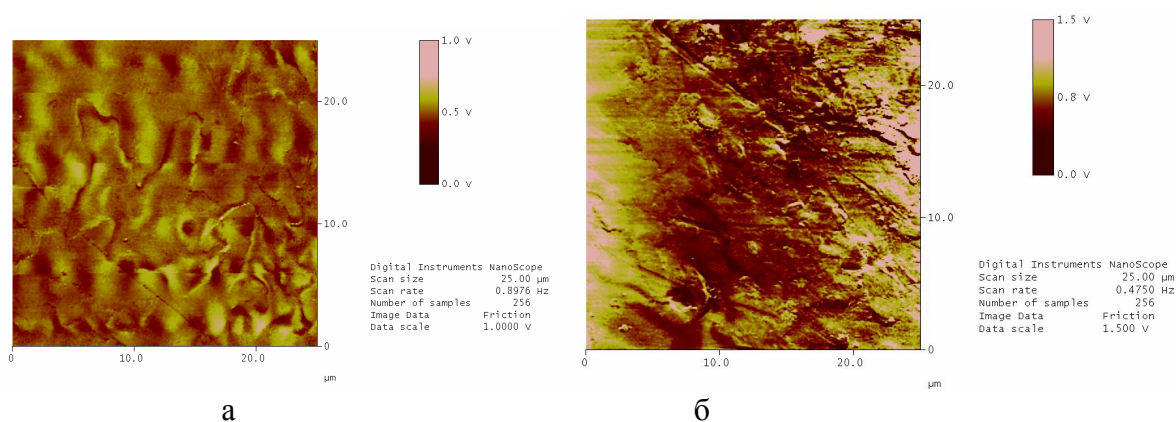 1.0 V
0.5 V
0.0 V
20.0
10.0
0
0
10.0
20.0
µm
Digital Instruments NanoScope
Scan size 25.00 µm
Scan rate 0.8976 Hz
Number of samples 256
Image Data Friction
Data scale 1.0000 V
а
1.5 V
0.8 V
0.0 V
20.0
10.0
0
0
10.0
20.0
µm
Digital Instruments NanoScope
Scan size 25.00 µm
Scan rate 0.4750 Hz
Number of samples 256
Image Data Friction
Data scale 1.500 V
б